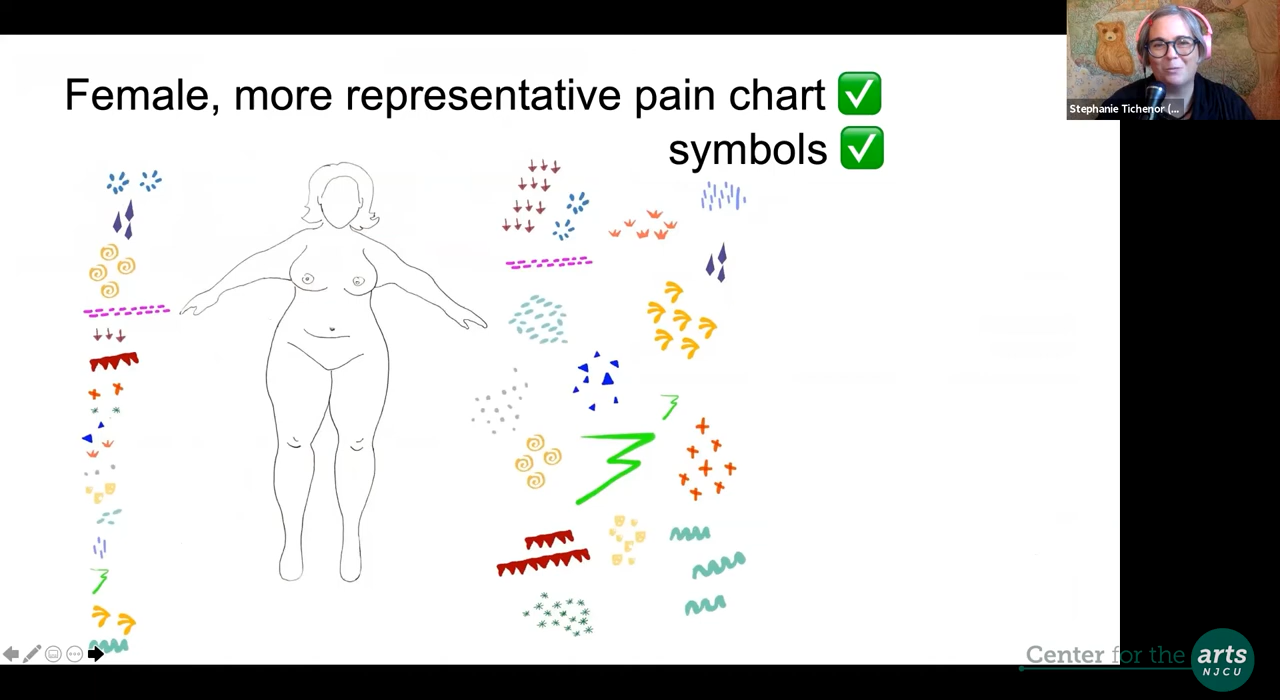 Female, more representative pain chart ✅
symbols ✅
Stephanie Tichenor (...
Center for the arts
NJCU